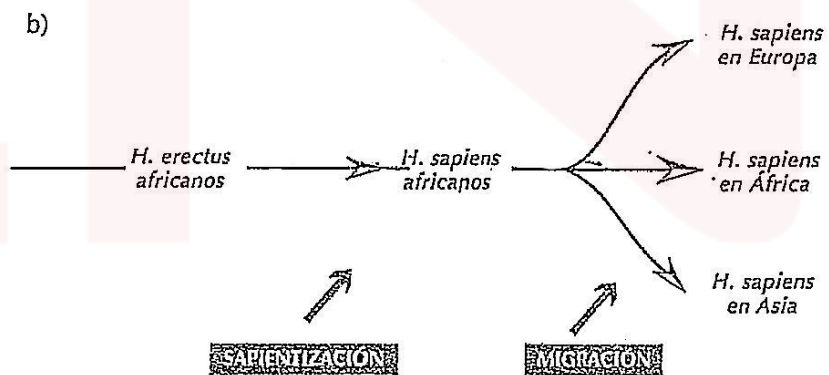 b)
H. sapiens
en Europa
H. erectus
africanos
H. sapiens
africanos
H. sapiens
en África
H. sapiens
en Asia
SAPIENTIZACIÓN
MIGRACIÓN